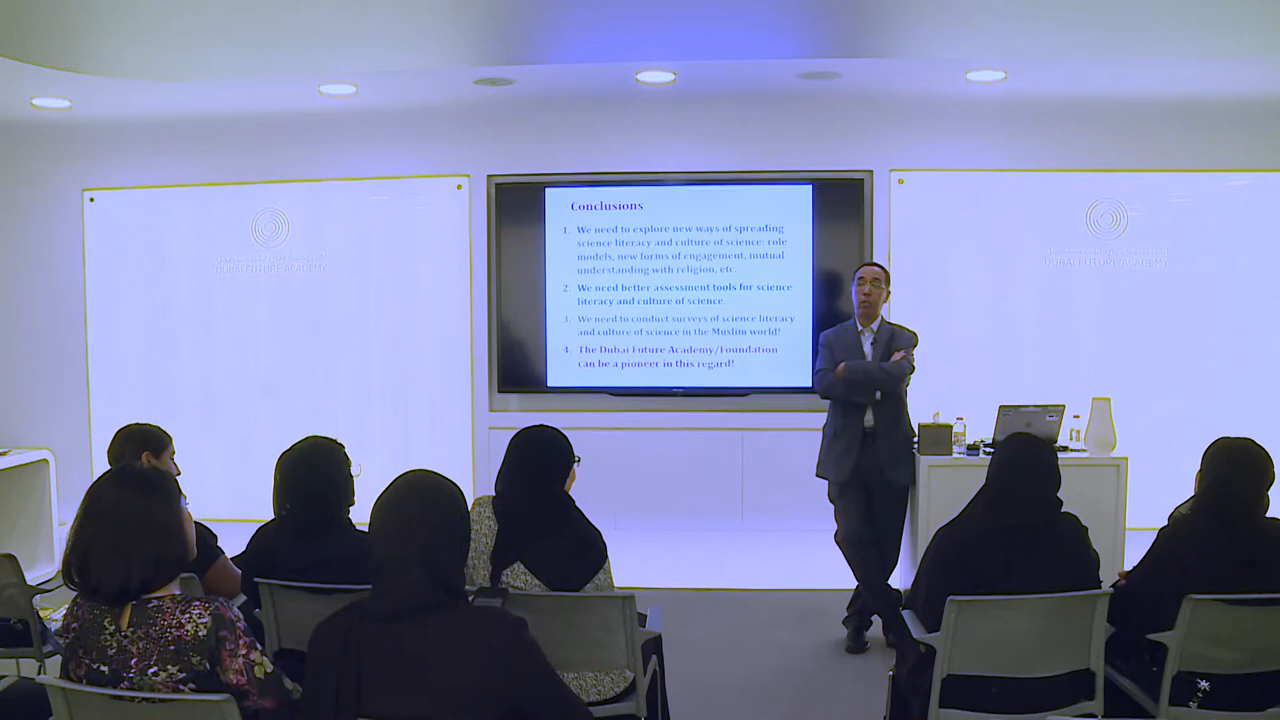 Conclusions
1. We need to explore new ways of spreading
science literacy and culture of science: role
models, new forms of engagement, mutual
understanding with religion, etc.
2. We need better assessment tools for science
literacy and culture of science.
3. We need to conduct surveys of science literacy
and culture of science in the Muslim world!
4. The Dubai Future Academy/Foundation
can be a pioneer in this regard!
DUBAI FUTURE ACADEMY
DUBAI FUTURE ACADEMY